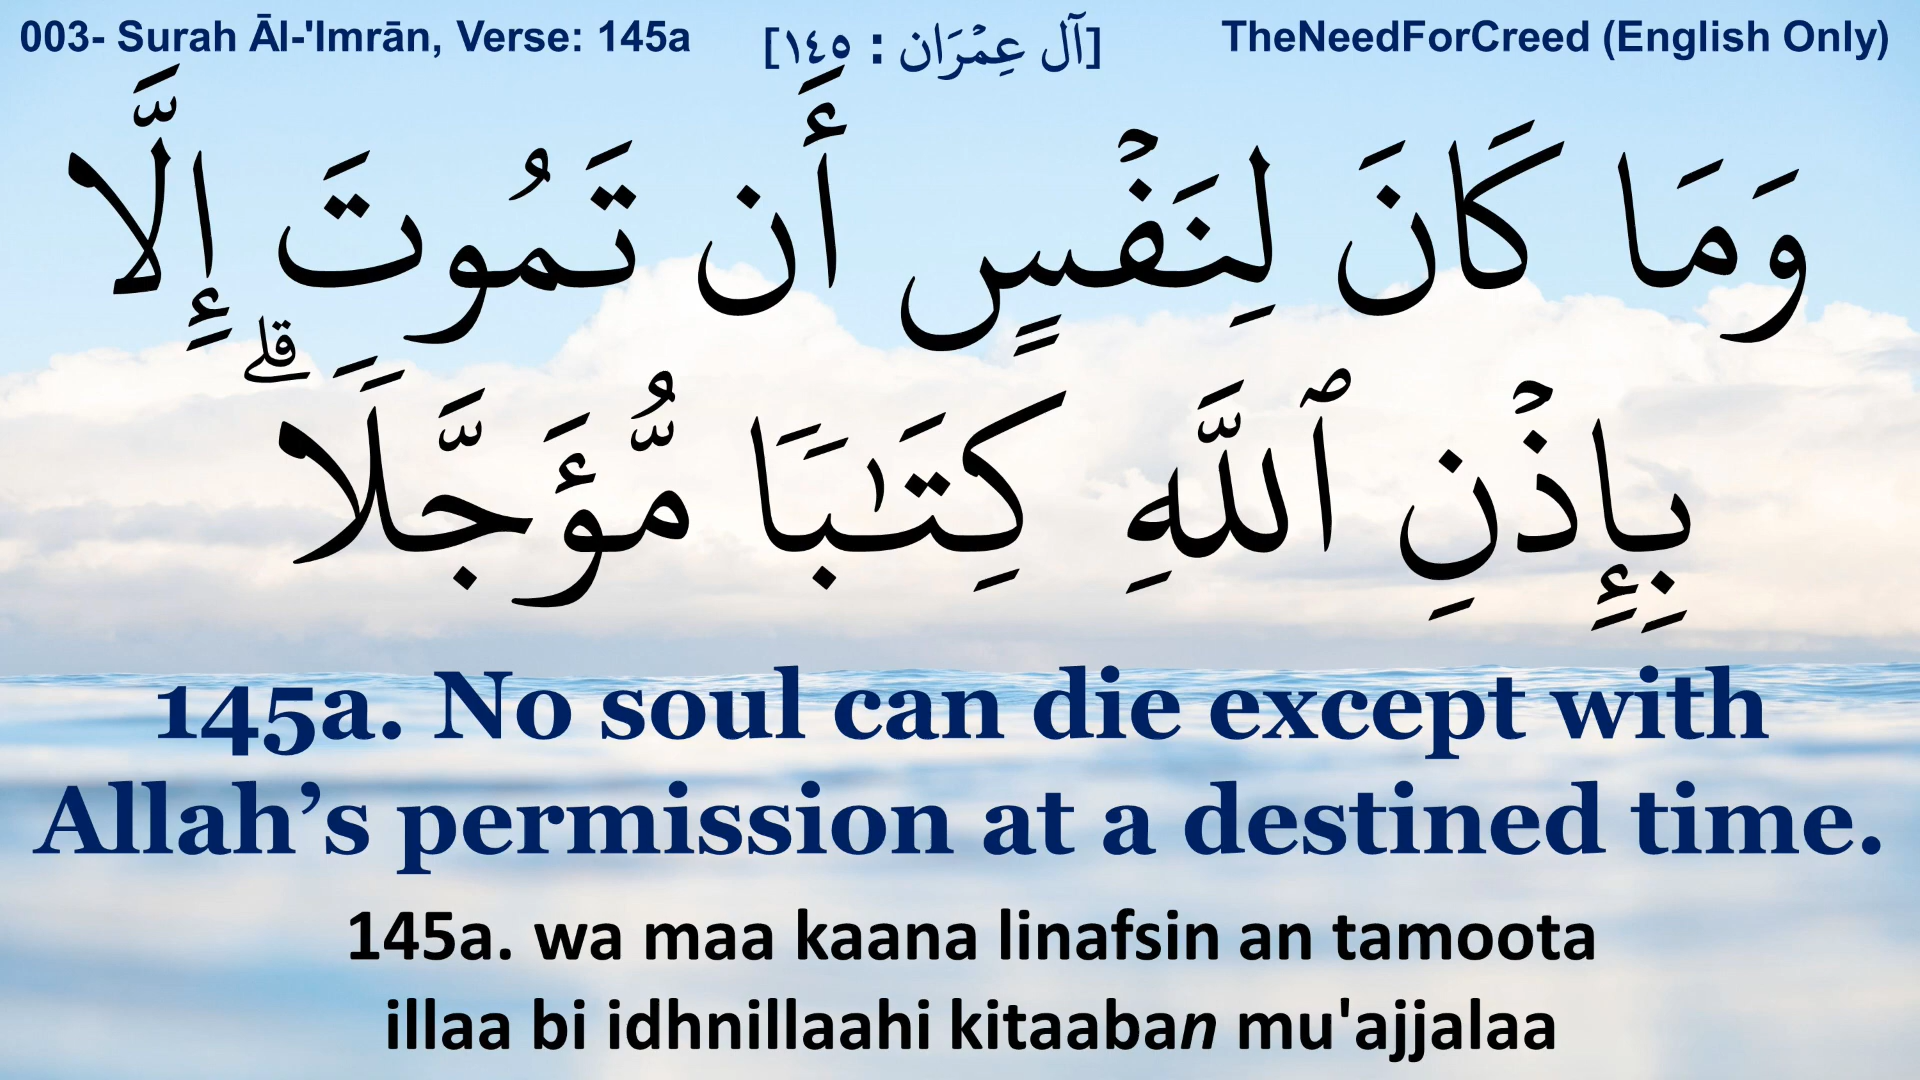 003- Surah Āl-'Imrān, Verse: 145a
[آل عِمْرَان : ١٤٥]
TheNeedForCreed (English Only)
وَمَا كَانَ لِنَفْسٍ أَن تَمُوتَ إِلَّا
بِإِذْنِ ٱللَّهِ كِتَـٰبًا مُّؤَجَّلًا ۗ
145a. No soul can die except with
Allah’s permission at a destined time.
145a. wa maa kaana linafsin an tamoota
illaa bi idhnillaahi kitaaban mu'ajjalaa